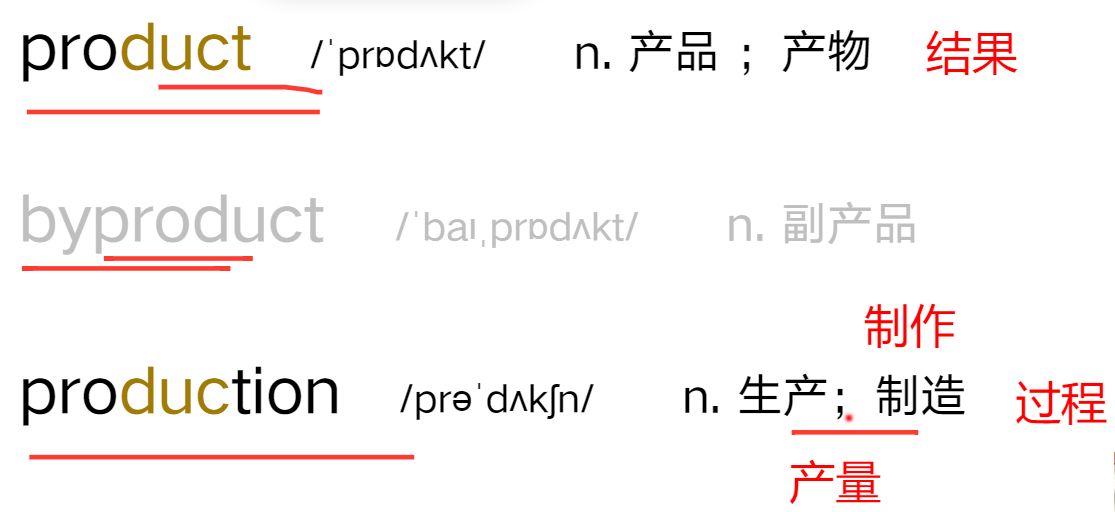 product /ˈprɒdʌkt/ n. 产品 ；产物 结果
byproduct /ˈbaɪˌprɒdʌkt/ n. 副产品
制作
production /prəˈdʌkʃn/ n. 生产；制造 过程
产量